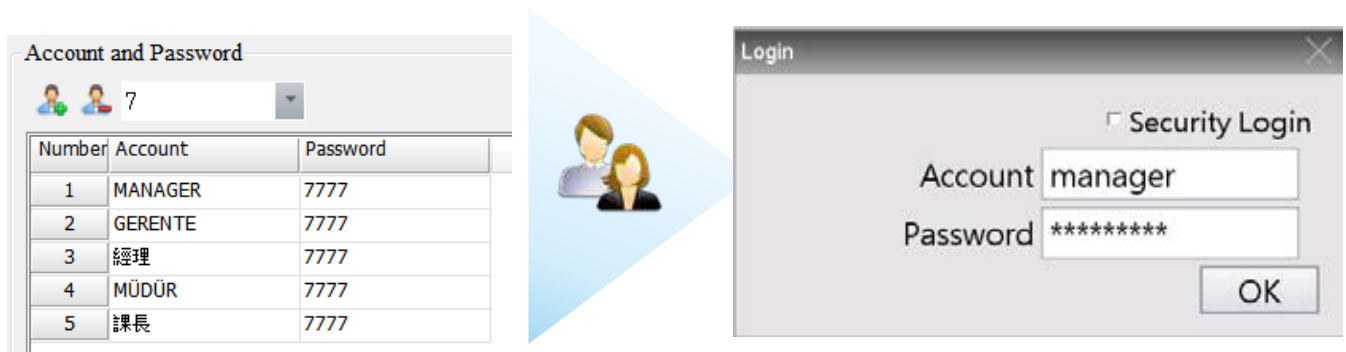 Account and Password
7
Number Account Password
1 MANAGER 7777
2 GERENTE 7777
3 經理 7777
4 MÜDÜR 7777
5 課長 7777
Login
Security Login
Account manager
Password *********
OK